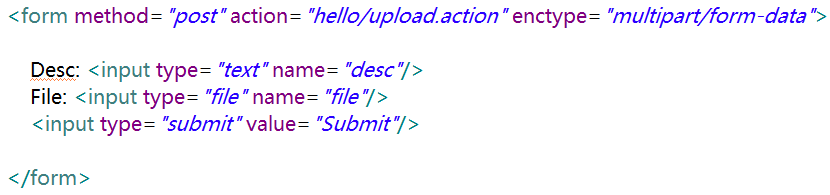 <form method="post" action="hello/upload.action" enctype="multipart/form-data">
Desc: <input type="text" name="desc"/>
File: <input type="file" name="file"/>
<input type="submit" value="Submit"/>
</form>